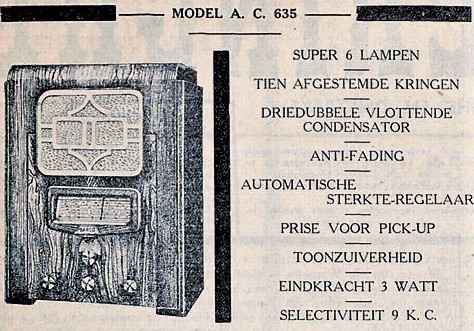 MODEL A. C. 635
SUPER 6 LAMPEN
TIEN AFGESTEMDE KRINGEN
DRIEDUBBELE VLOTTENDE
CONDENSATOR
ANTI-FADING
AUTOMATISCHE
STERKTE-REGELAAR
PRISE VOOR PICK-UP
TOONZUIVERHEID
EINDKRACHT 3 WATT
SELECTIVITEIT 9 K. C.